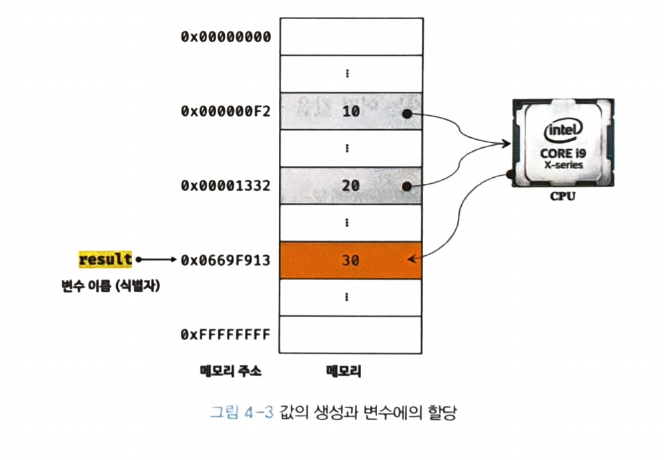 0x00000000
⋮
0x000000F2 10
⋮
intel
CORE i9
X-series
CPU
0x00001332 20
⋮
result 0x0669F913 30
변수 이름 (식별자)
⋮
0xFFFFFFFF
메모리 주소 메모리
그림 4-3 값의 생성과 변수에의 할당